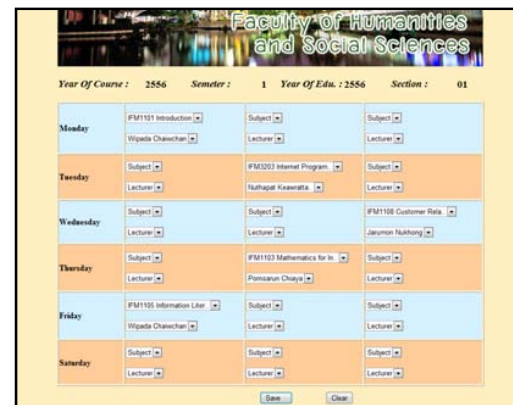 Faculty of Humanities
and Social Sciences
Year Of Course : 2556 Semeter : 1 Year Of Edu. : 2556 Section : 01
Monday
IFM1101 Introduction Subject Subject
Wipada Chaiwchan Lecturer Lecturer
Tuesday
Subject IFM3203 Internet Program. Subject
Lecturer Nuthapat Keawratta. Lecturer
Wednesday
Subject Subject IFM1108 Customer Rela.
Lecturer Lecturer Jarumon Nukhong
Thursday
Subject IFM1103 Mathematics for In. Subject
Lecturer Pornsarun Chiaya Lecturer
Friday
IFM1105 Information Liter. Subject Subject
Wipada Chaiwchan Lecturer Lecturer
Saturday
Subject Subject Subject
Lecturer Lecturer Lecturer
Save Clear